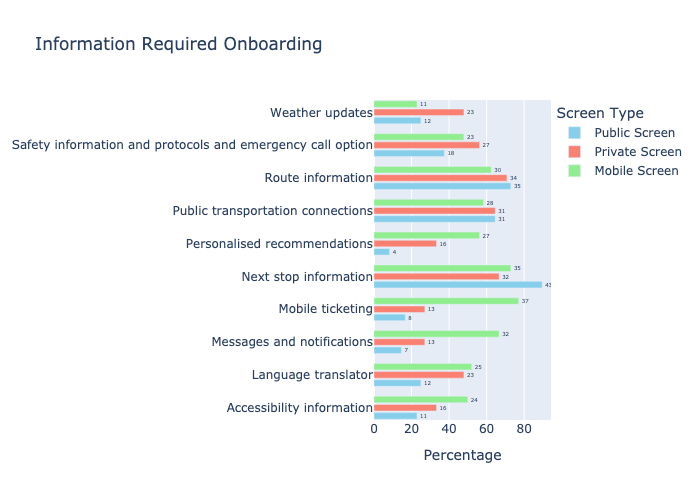 Information Required Onboarding
Screen Type
Public Screen
Private Screen
Mobile Screen
Weather updates 11
23
12
Safety information and protocols and emergency call option 23
27
18
Route information 30
34
35
Public transportation connections 28
31
31
Personalised recommendations 27
16
4
Next stop information 35
32
43
Mobile ticketing 37
13
8
Messages and notifications 32
13
7
Language translator 25
23
12
Accessibility information 24
16
11
0 20 40 60 80
Percentage